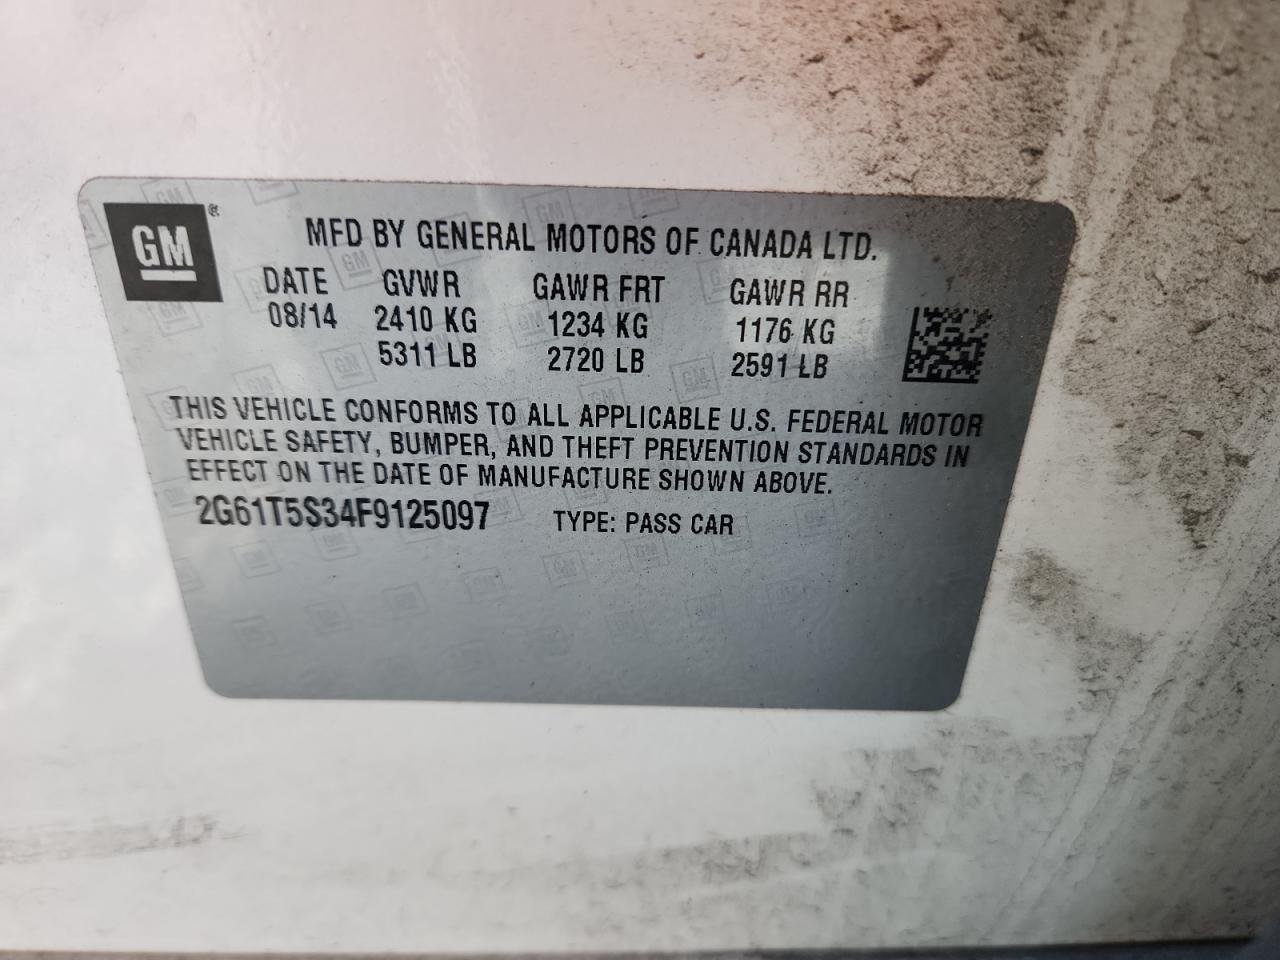 GM
MFD BY GENERAL MOTORS OF CANADA LTD.
DATE GVWR GAWR FRT GAWR RR
08/14 2410 KG 1234 KG 1176 KG
5311 LB 2720 LB 2591 LB
THIS VEHICLE CONFORMS TO ALL APPLICABLE U.S. FEDERAL MOTOR
VEHICLE SAFETY, BUMPER, AND THEFT PREVENTION STANDARDS IN
EFFECT ON THE DATE OF MANUFACTURE SHOWN ABOVE.
2G61T5S34F9125097 TYPE: PASS CAR